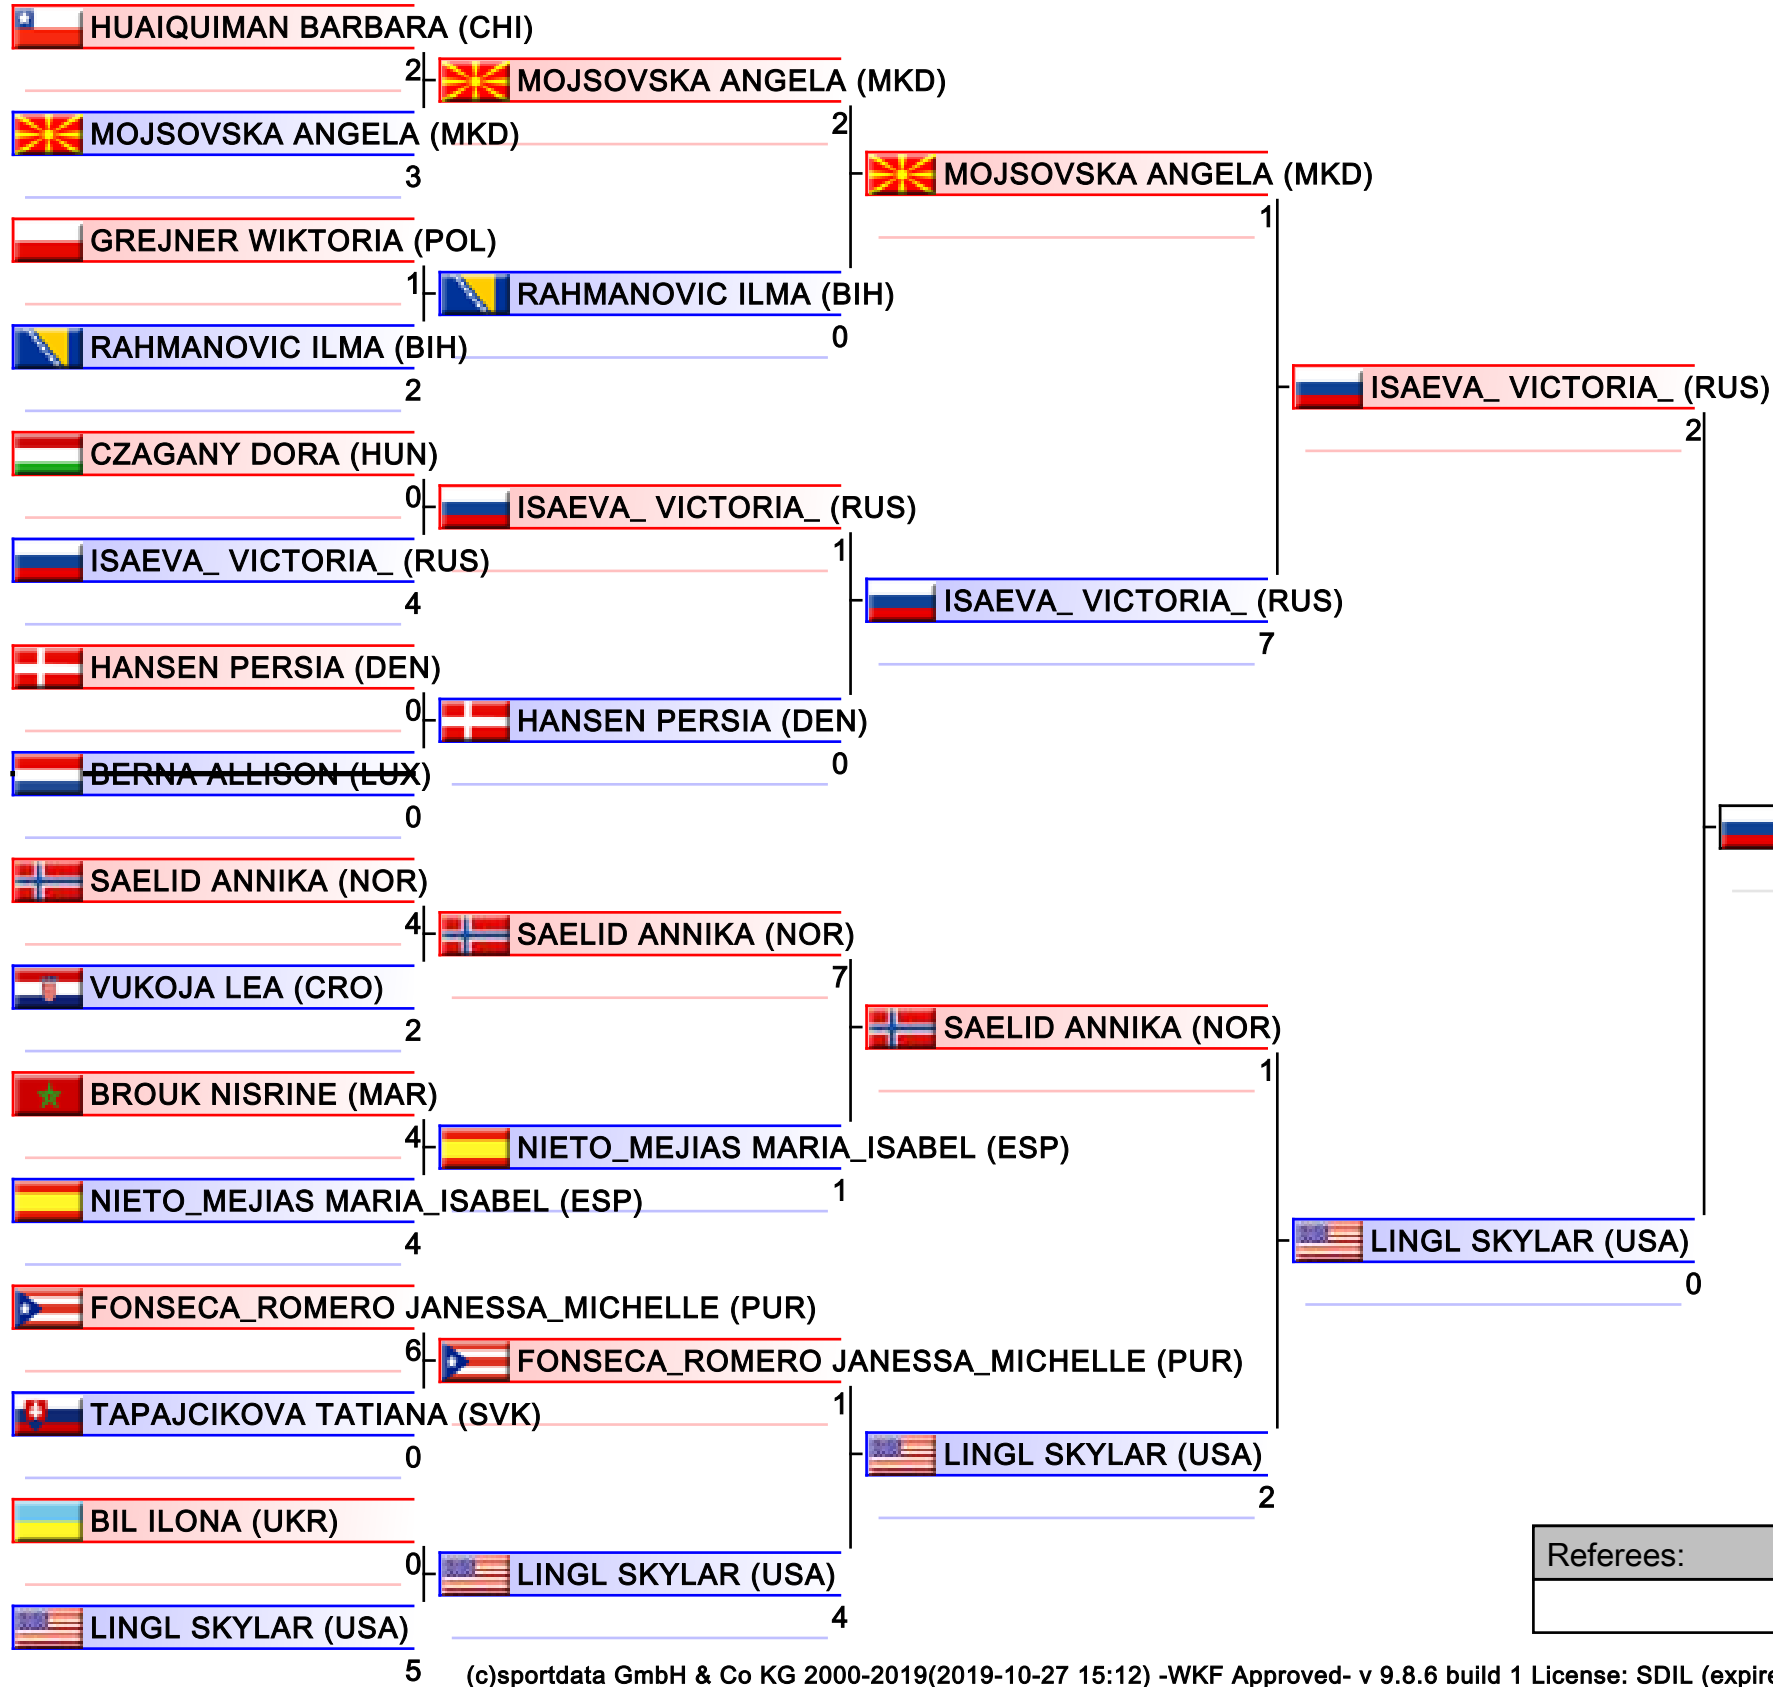 HUAIQUIMAN BARBARA (CHI)
2
MOJSOVSKA ANGELA (MKD)
3
GREJNER WIKTORIA (POL)
1
RAHMANOVIC ILMA (BIH)
2
CZAGANY DORA (HUN)
0
ISAEVA_ VICTORIA_ (RUS)
4
HANSEN PERSIA (DEN)
0
BERNA ALLISON (LUX)
0
SAELID ANNIKA (NOR)
4
VUKOJA LEA (CRO)
2
BROUK NISRINE (MAR)
4
NIETO_MEJIAS MARIA_ISABEL (ESP)
4
FONSECA_ROMERO JANESSA_MICHELLE (PUR)
6
TAPAJCIKOVA TATIANA (SVK)
0
BIL ILONA (UKR)
0
LINGL SKYLAR (USA)
5
MOJSOVSKA ANGELA (MKD)
2
RAHMANOVIC ILMA (BIH)
0
ISAEVA_ VICTORIA_ (RUS)
1
HANSEN PERSIA (DEN)
0
SAELID ANNIKA (NOR)
7
NIETO_MEJIAS MARIA_ISABEL (ESP)
1
FONSECA_ROMERO JANESSA_MICHELLE (PUR)
1
LINGL SKYLAR (USA)
4
MOJSOVSKA ANGELA (MKD)
1
ISAEVA_ VICTORIA_ (RUS)
7
SAELID ANNIKA (NOR)
1
LINGL SKYLAR (USA)
2
ISAEVA_ VICTORIA_ (RUS)
2
LINGL SKYLAR (USA)
0
Referees:
(c)sportdata GmbH & Co KG 2000-2019(2019-10-27 15:12) -WKF Approved- v 9.8.6 build 1 License: SDIL (expire